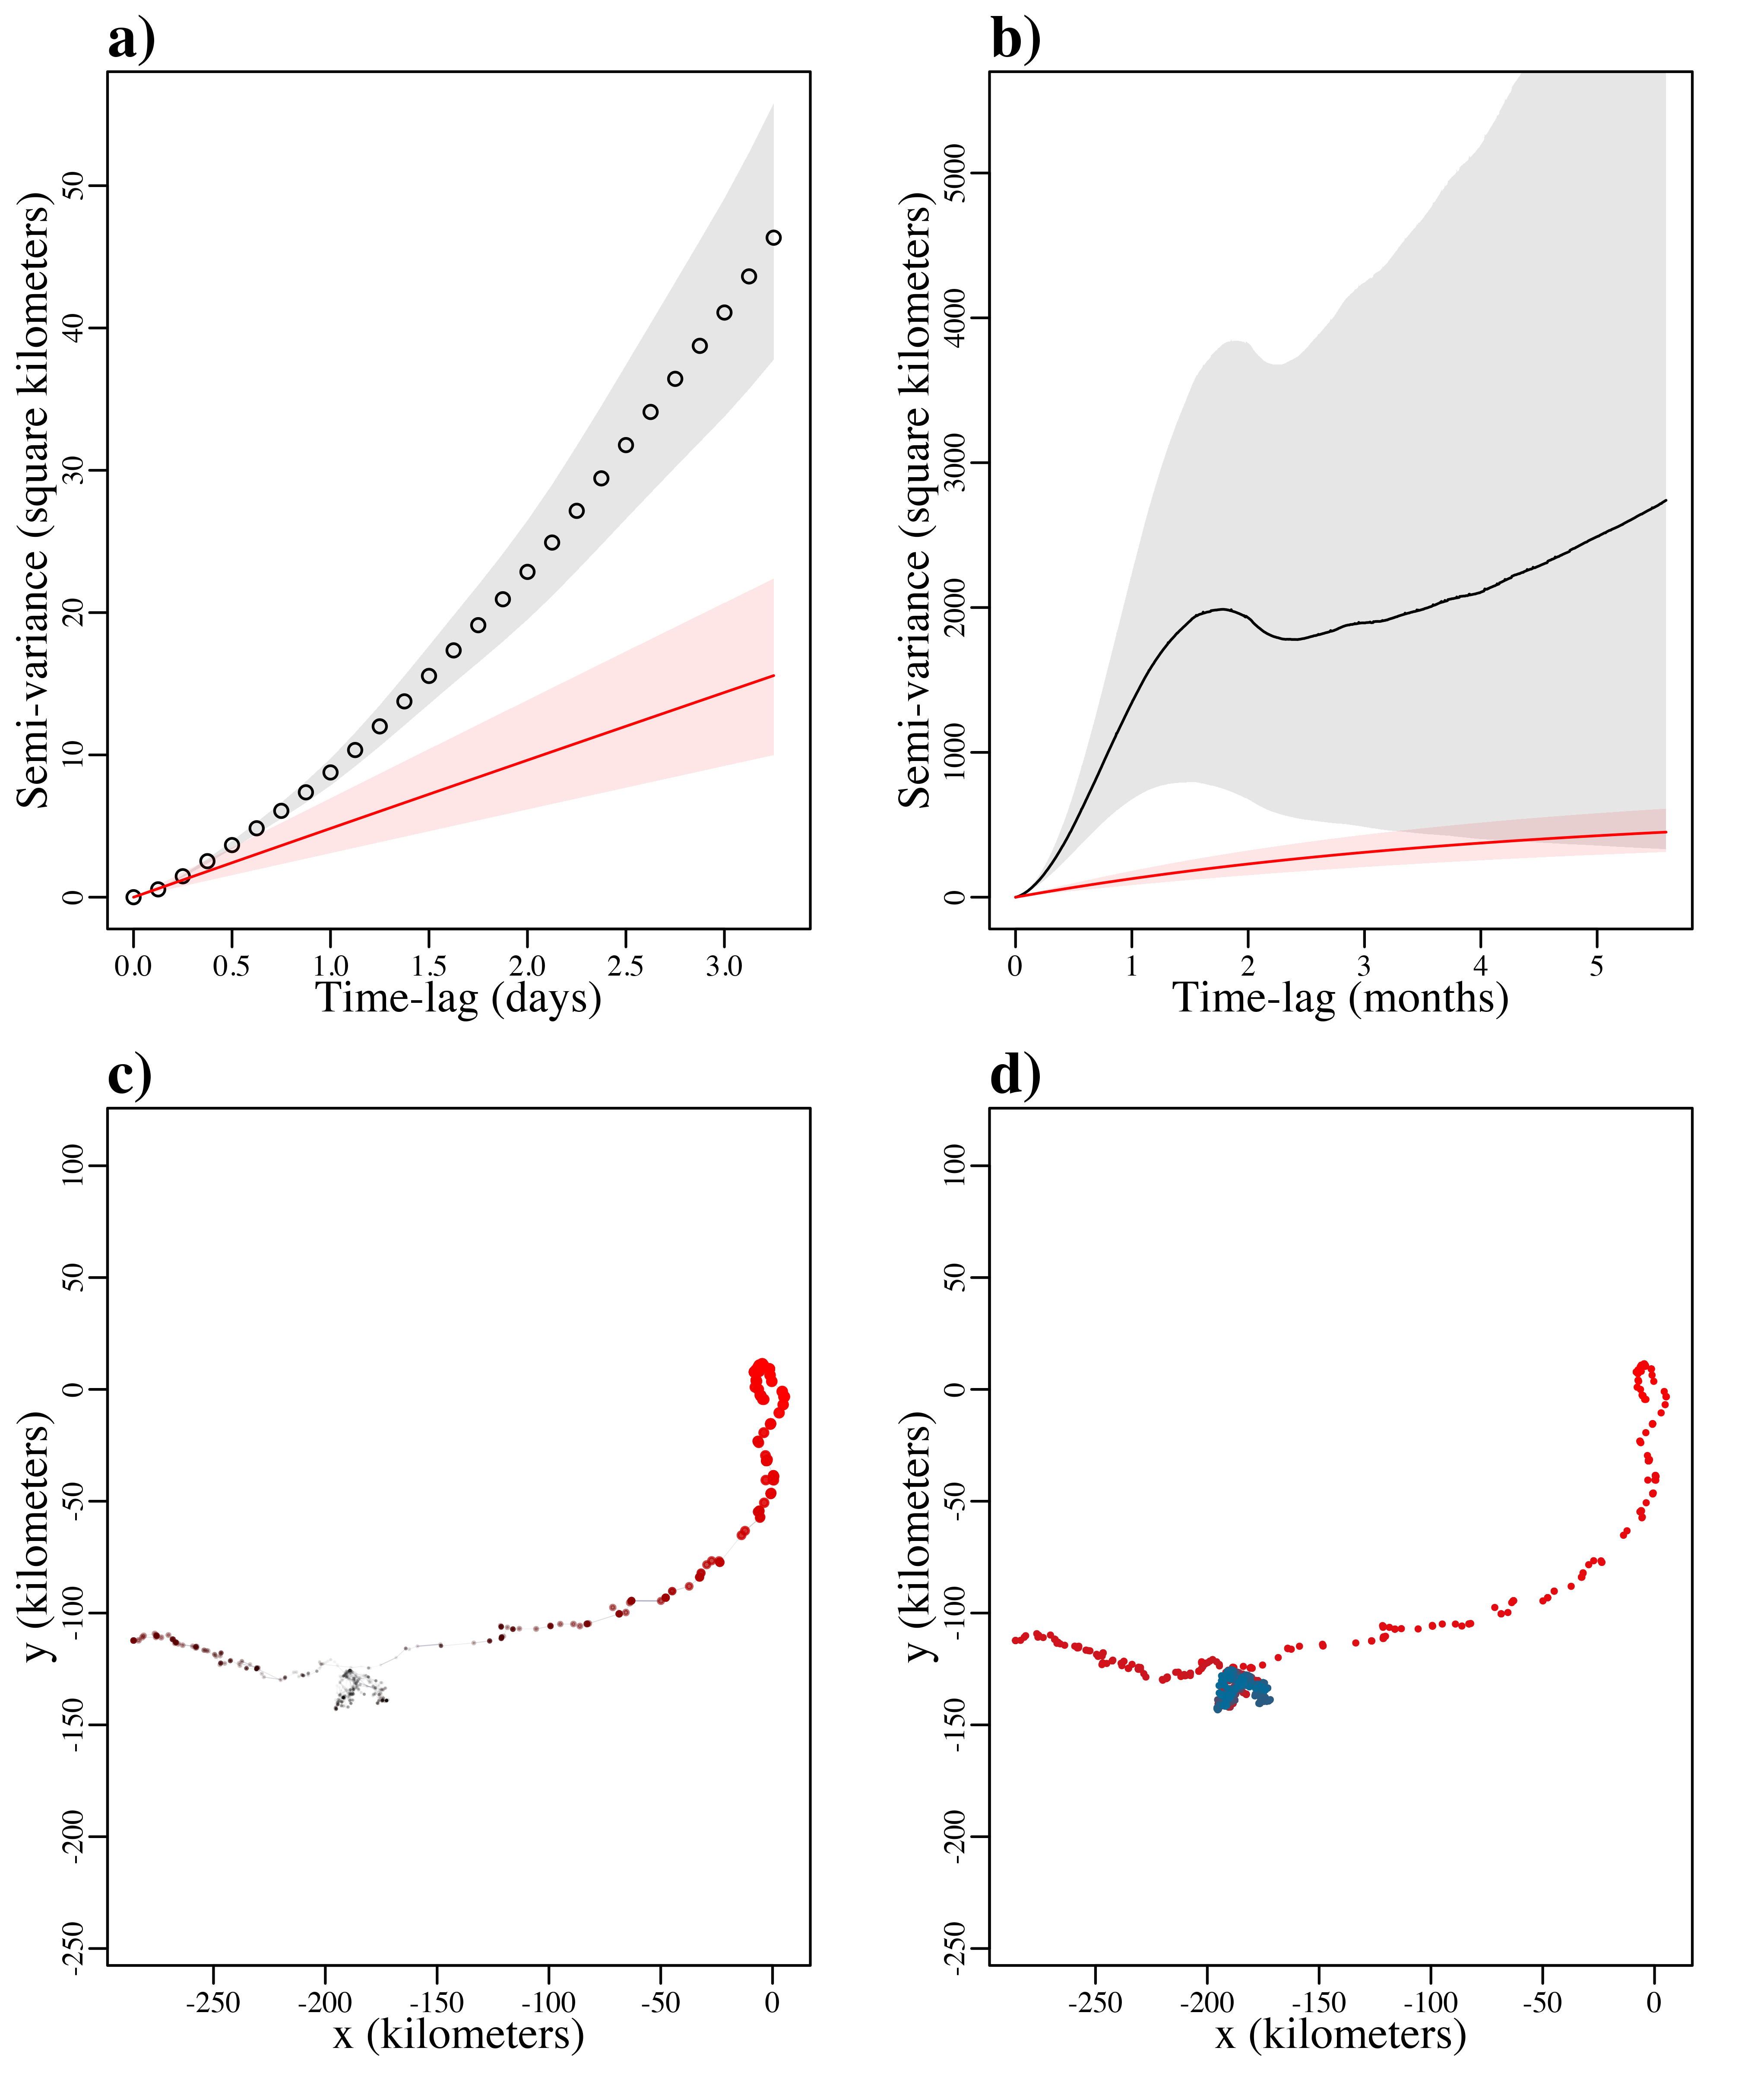 a)
Semi-variance (square kilometers)
50
40
30
20
10
0
0.0 0.5 1.0 1.5 2.0 2.5 3.0
Time-lag (days)
b)
Semi-variance (square kilometers)
5000
4000
3000
2000
1000
0
0 1 2 3 4 5
Time-lag (months)
c)
y (kilometers)
100
50
0
-50
-100
-150
-200
-250
-250 -200 -150 -100 -50 0
x (kilometers)
d)
y (kilometers)
100
50
0
-50
-100
-150
-200
-250
-250 -200 -150 -100 -50 0
x (kilometers)